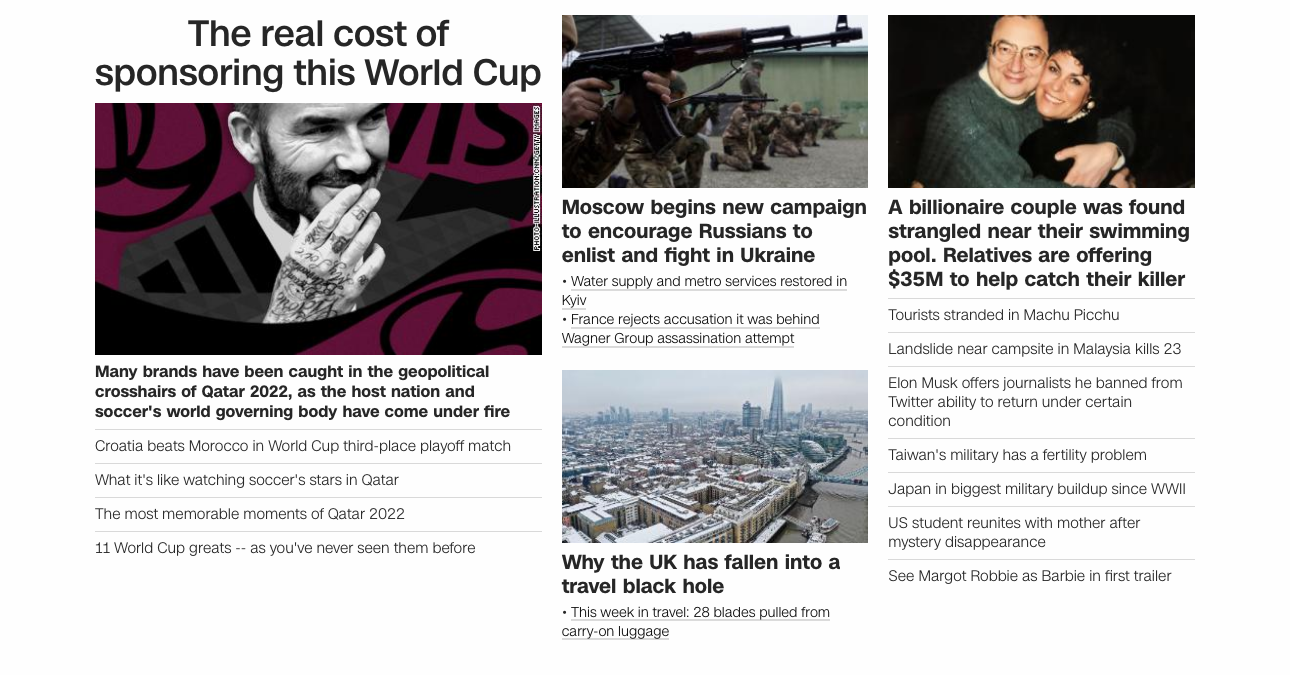 The real cost of
sponsoring this World Cup
PHOTO-ILLUSTRATION/CNN/GETTY IMAGES
Many brands have been caught in the geopolitical
crosshairs of Qatar 2022, as the host nation and
soccer's world governing body have come under fire
Croatia beats Morocco in World Cup third-place playoff match
What it's like watching soccer's stars in Qatar
The most memorable moments of Qatar 2022
11 World Cup greats -- as you've never seen them before
Moscow begins new campaign
to encourage Russians to
enlist and fight in Ukraine
• Water supply and metro services restored in
Kyiv
• France rejects accusation it was behind
Wagner Group assassination attempt
Why the UK has fallen into a
travel black hole
• This week in travel: 28 blades pulled from
carry-on luggage
A billionaire couple was found
strangled near their swimming
pool. Relatives are offering
$35M to help catch their killer
Tourists stranded in Machu Picchu
Landslide near campsite in Malaysia kills 23
Elon Musk offers journalists he banned from
Twitter ability to return under certain
condition
Taiwan's military has a fertility problem
Japan in biggest military buildup since WWII
US student reunites with mother after
mystery disappearance
See Margot Robbie as Barbie in first trailer